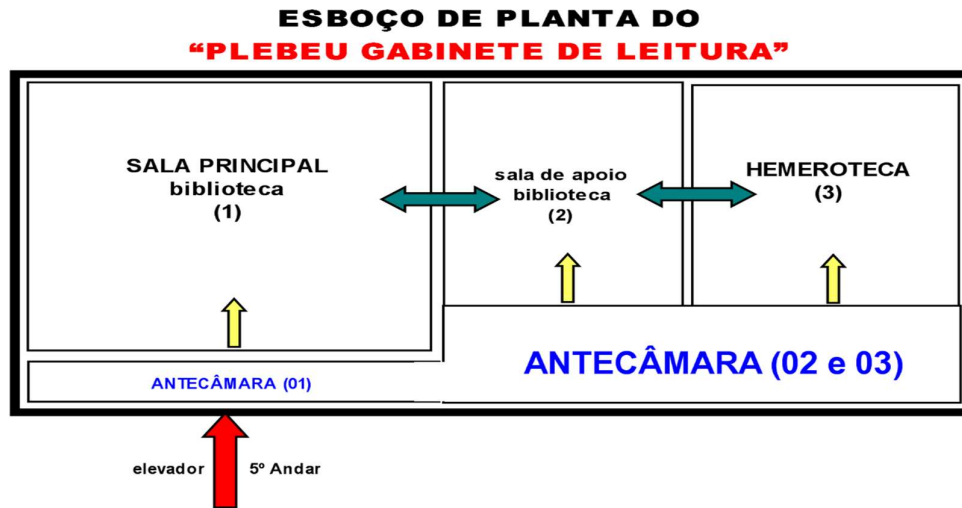 ESBOÇO DE PLANTA DO
“PLEBEU GABINETE DE LEITURA”
SALA PRINCIPAL
biblioteca
(1)
sala de apoio
biblioteca
(2)
HEMEROTECA
(3)
ANTECÂMARA (01)
ANTECÂMARA (02 e 03)
elevador 5º Andar